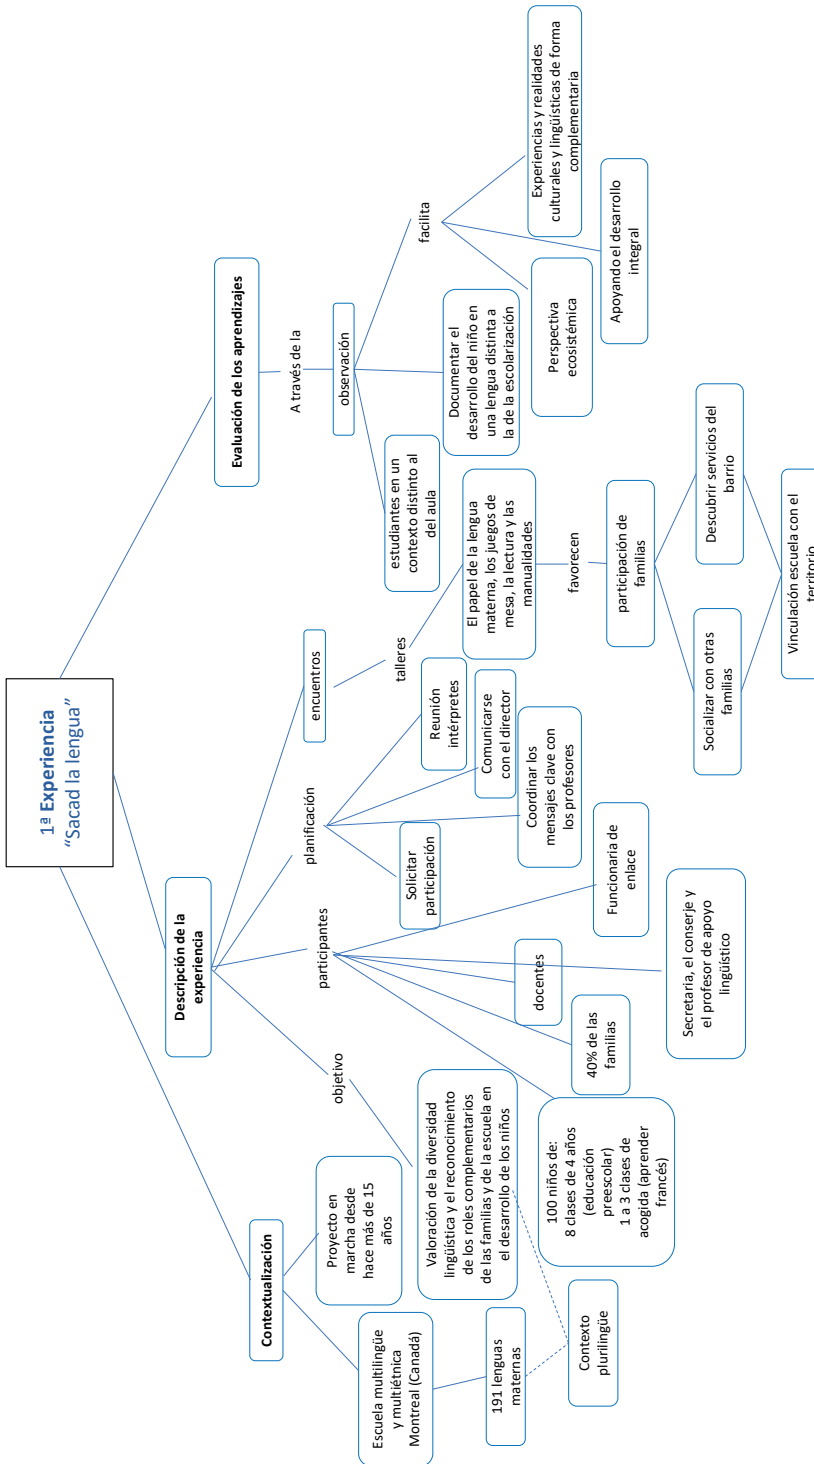 1ª Experiencia
“Sacad la lengua”
Contextualización
Escuela multilingüe
y multiétnica
Montreal (Canadá)
Proyecto en
marcha desde
hace más de 15
años
191 lenguas
maternas
Contexto
plurilingüe
Descripción de la
experiencia
objetivo
Valoración de la diversidad
lingüística y el reconocimiento
de los roles complementarios
de las familias y de la escuela en
el desarrollo de los niños
participantes
100 niños de:
8 clases de 4 años
(educación
preescolar)
1 a 3 clases de
acogida (aprender
francés)
40% de las
familias
docentes
Secretaria, el conserje y
el profesor de apoyo
lingüístico
Funcionaria de
enlace
planificación
Solicitar
participación
Coordinar los
mensajes clave con
los profesores
Comunicarse
con el director
Reunión
intérpretes
encuentros
talleres
El papel de la lengua
materna, los juegos de
mesa, la lectura y las
manualidades
favorecen
participación de
familias
Socializar con otras
familias
Descubrir servicios del
barrio
Vinculación escuela con el
territorio
Evaluación de los aprendizajes
A través de la
observación
estudiantes en un
contexto distinto al
del aula
Documentar el
desarrollo del niño en
una lengua distinta a
la de la escolarización
facilita
Perspectiva
ecosistémica
Apoyando el desarrollo
integral
Experiencias y realidades
culturales y lingüísticas de forma
complementaria